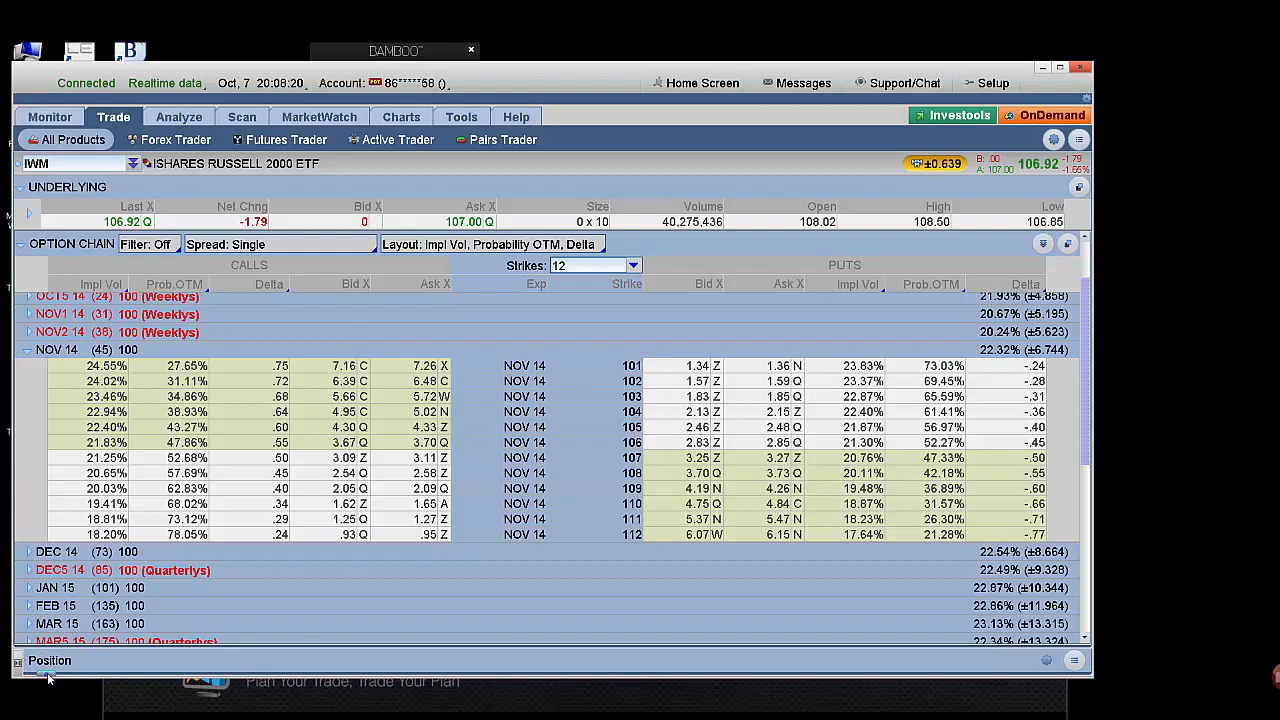 BAMBOO™ ×
Connected Realtime data Oct, 7 20:08:20 Account: 86*****58 () Home Screen Messages Support/Chat Setup
Monitor Trade Analyze Scan MarketWatch Charts Tools Help Investools OnDemand
All Products Forex Trader Futures Trader Active Trader Pairs Trader
IWM ISHARES RUSSELL 2000 ETF ±0.639 B: .00 A: 107.00 106.92 -1.79 -1.65%
UNDERLYING
Last X Net Chng Bid X Ask X Size Volume Open High Low
106.92 Q -1.79 0 107.00 Q 0 x 10 40,275,436 108.02 108.50 106.85
OPTION CHAIN Filter: Off Spread: Single Layout: Impl Vol, Probability OTM, Delta
CALLS Strikes: 12 PUTS
Impl Vol Prob.OTM Delta Bid X Ask X Exp Strike Bid X Ask X Impl Vol Prob.OTM Delta
OCT5 14 (24) 100 (Weeklys) 21.93% (±4.858)
NOV1 14 (31) 100 (Weeklys) 20.67% (±5.195)
NOV2 14 (38) 100 (Weeklys) 20.24% (±5.623)
NOV 14 (45) 100 22.32% (±6.744)
24.55% 27.65% .75 7.16 C 7.26 X NOV 14 101 1.34 Z 1.36 N 23.83% 73.03% -.24
24.02% 31.11% .72 6.39 C 6.48 C NOV 14 102 1.57 Z 1.59 Q 23.37% 69.45% -.28
23.46% 34.86% .68 5.66 C 5.72 W NOV 14 103 1.83 Z 1.85 Q 22.87% 65.59% -.31
22.94% 38.93% .64 4.95 C 5.02 N NOV 14 104 2.13 Z 2.15 Z 22.40% 61.41% -.36
22.40% 43.27% .60 4.30 C 4.33 Z NOV 14 105 2.46 Z 2.48 Q 21.87% 56.97% -.40
21.83% 47.86% .55 3.67 Q 3.70 Q NOV 14 106 2.83 Z 2.85 Q 21.30% 52.27% -.45
21.25% 52.68% .50 3.09 Z 3.11 Z NOV 14 107 3.25 Z 3.27 Z 20.76% 47.33% -.50
20.65% 57.69% .45 2.54 Q 2.58 Z NOV 14 108 3.70 Q 3.73 Q 20.11% 42.18% -.55
20.03% 62.83% .40 2.05 Q 2.09 Q NOV 14 109 4.19 N 4.26 N 19.48% 36.89% -.60
19.41% 68.02% .34 1.62 Z 1.65 A NOV 14 110 4.75 Q 4.84 C 18.87% 31.57% -.66
18.81% 73.12% .29 1.25 Q 1.27 Z NOV 14 111 5.37 N 5.47 N 18.23% 26.30% -.71
18.20% 78.05% .24 .93 Q .95 Z NOV 14 112 6.07 W 6.15 N 17.64% 21.28% -.77
DEC 14 (73) 100 22.54% (±8.664)
DEC5 14 (85) 100 (Quarterlys) 22.49% (±9.328)
JAN 15 (101) 100 22.87% (±10.344)
FEB 15 (135) 100 22.86% (±11.964)
MAR 15 (163) 100 23.13% (±13.315)
MAR5 15 (175) 100 (Quarterlys) 22.34% (±13.324)
Position
Plan Your Trade, Trade Your Plan